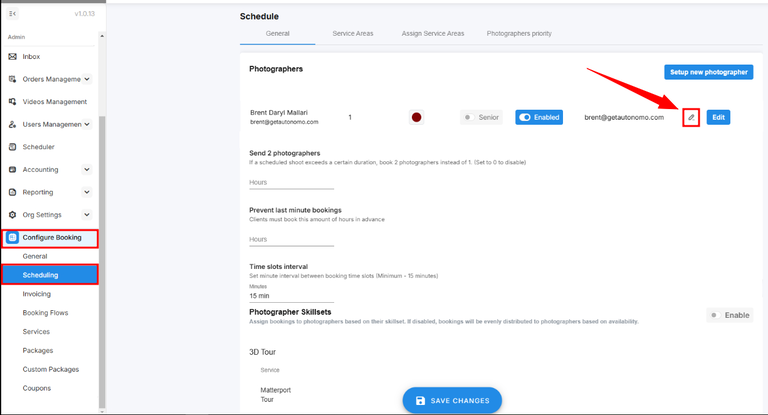 v1.0.13
Admin
Inbox
Orders Manageme
Videos Management
Users Managemen
Scheduler
Accounting
Reporting
Org Settings
Configure Booking
General
Scheduling
Invoicing
Booking Flows
Services
Packages
Custom Packages
Coupons
Schedule
General Service Areas Assign Service Areas Photographers priority
Photographers
Setup new photographer
Brent Daryl Mallari
brent@getautonomo.com
1
Senior
Enabled
brent@getautonomo.com
Edit
Send 2 photographers
If a scheduled shoot exceeds a certain duration, book 2 photographers instead of 1. (Set to 0 to disable)
Hours
Prevent last minute bookings
Clients must book this amount of hours in advance
Hours
Time slots interval
Set minute interval between booking time slots (Minimum - 15 minutes)
Minutes
15 min
Photographer Skillsets
Assign bookings to photographers based on their skillset. If disabled, bookings will be evenly distributed to photographers based on availability.
Enable
3D Tour
Service
Matterport
Tour
SAVE CHANGES